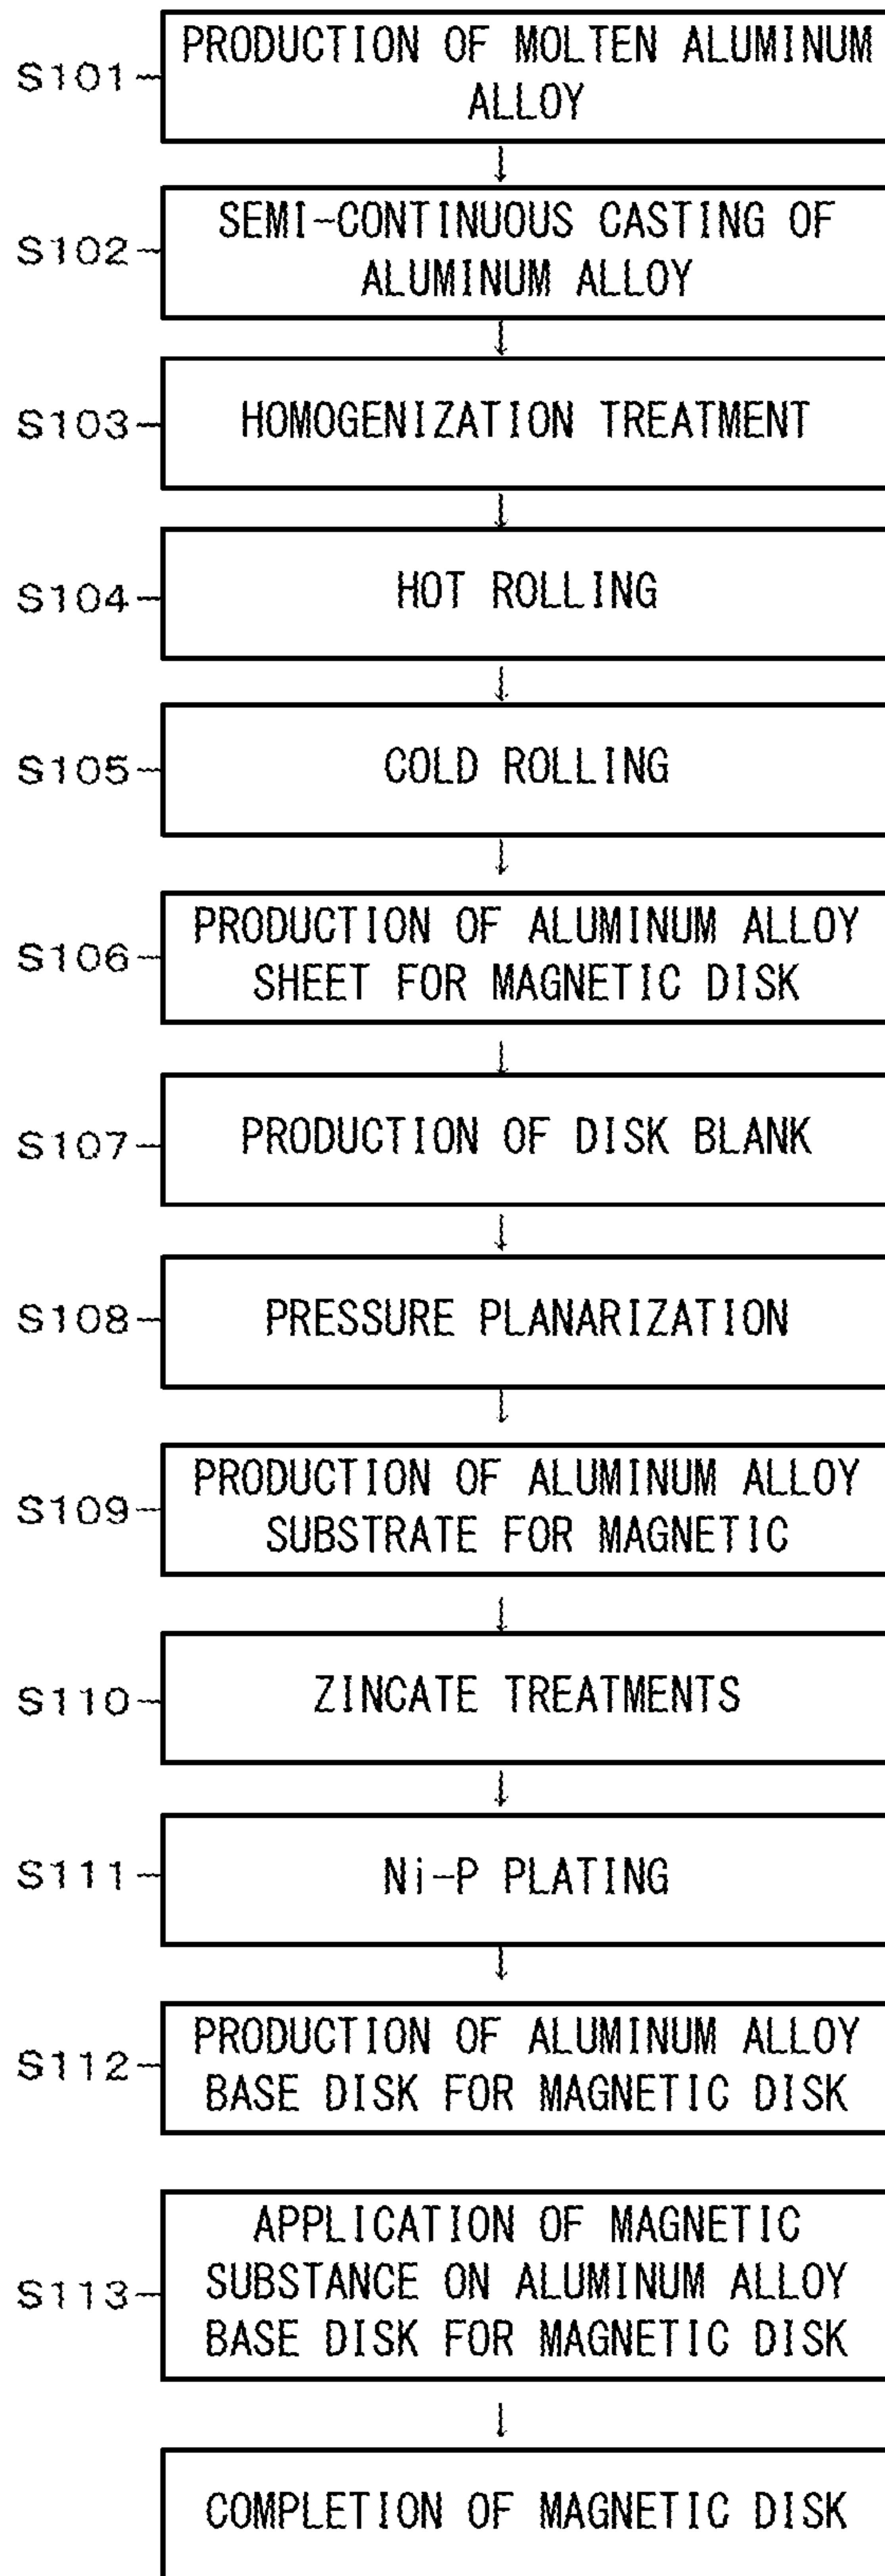 S101
PRODUCTION OF MOLTEN ALUMINUM
ALLOY
S102
SEMI-CONTINUOUS CASTING OF
ALUMINUM ALLOY
S103
HOMOGENIZATION TREATMENT
S104
HOT ROLLING
S105
COLD ROLLING
S106
PRODUCTION OF ALUMINUM ALLOY
SHEET FOR MAGNETIC DISK
S107
PRODUCTION OF DISK BLANK
S108
PRESSURE PLANARIZATION
S109
PRODUCTION OF ALUMINUM ALLOY
SUBSTRATE FOR MAGNETIC
S110
ZINCATE TREATMENTS
S111
Ni-P PLATING
S112
PRODUCTION OF ALUMINUM ALLOY
BASE DISK FOR MAGNETIC DISK
S113
APPLICATION OF MAGNETIC
SUBSTANCE ON ALUMINUM ALLOY
BASE DISK FOR MAGNETIC DISK
COMPLETION OF MAGNETIC DISK